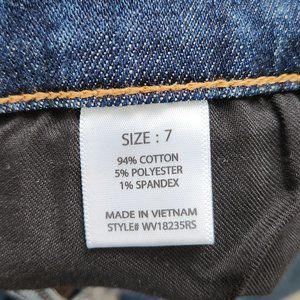 SIZE : 7
94% COTTON
5% POLYESTER
1% SPANDEX
MADE IN VIETNAM
STYLE# WV18235RS